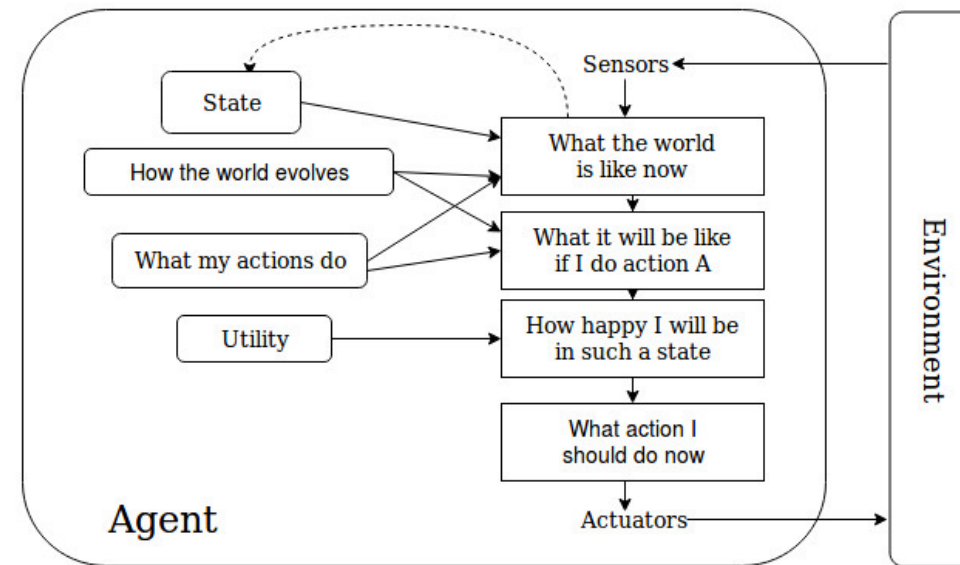 Sensors
State
What the world
is like now
How the world evolves
What it will be like
if I do action A
What my actions do
How happy I will be
in such a state
Utility
What action I
should do now
Agent
Actuators
Environment